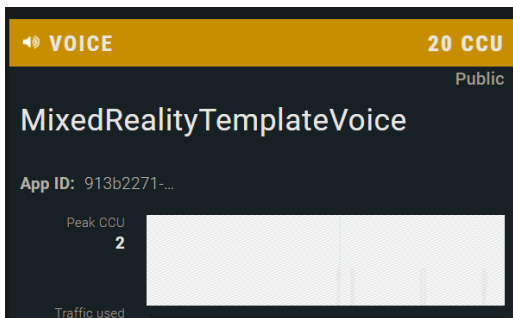 VOICE 20 CCU
Public
MixedRealityTemplateVoice
App ID: 913b2271-...
Peak CCU
2
Traffic used